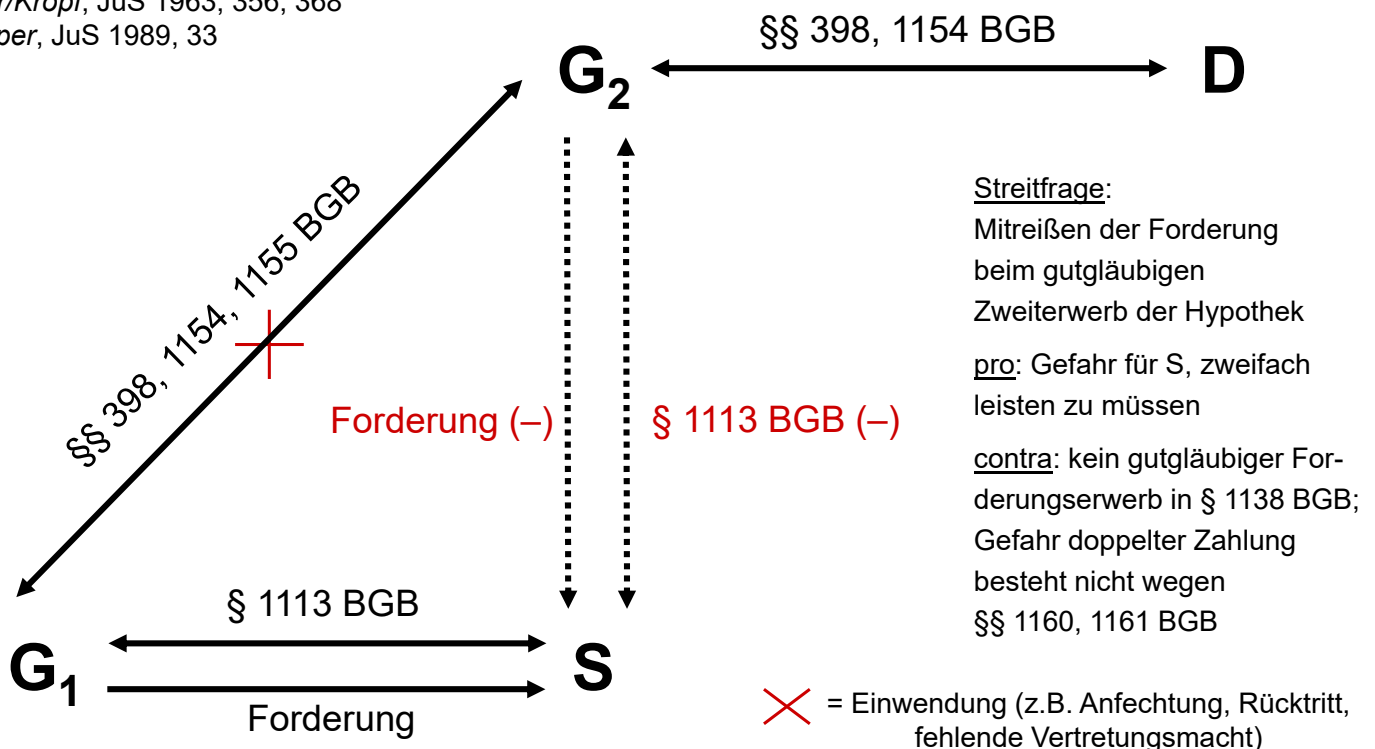 JuS 1963, 356, 368
JuS 1989, 33
§§ 398, 1154 BGB
G2
D
§§ 398, 1154, 1155 BGB
Streitfrage:
Mitreißen der Forderung
beim gutgläubigen
Zweiterwerb der Hypothek
pro: Gefahr für S, zweifach
leisten zu müssen
Forderung (–)
§ 1113 BGB (–)
contra: kein gutgläubiger For-
derungserwerb in § 1138 BGB;
Gefahr doppelter Zahlung
besteht nicht wegen
§§ 1160, 1161 BGB
§ 1113 BGB
G1
S
Forderung
= Einwendung (z.B. Anfechtung, Rücktritt,
fehlende Vertretungsmacht)